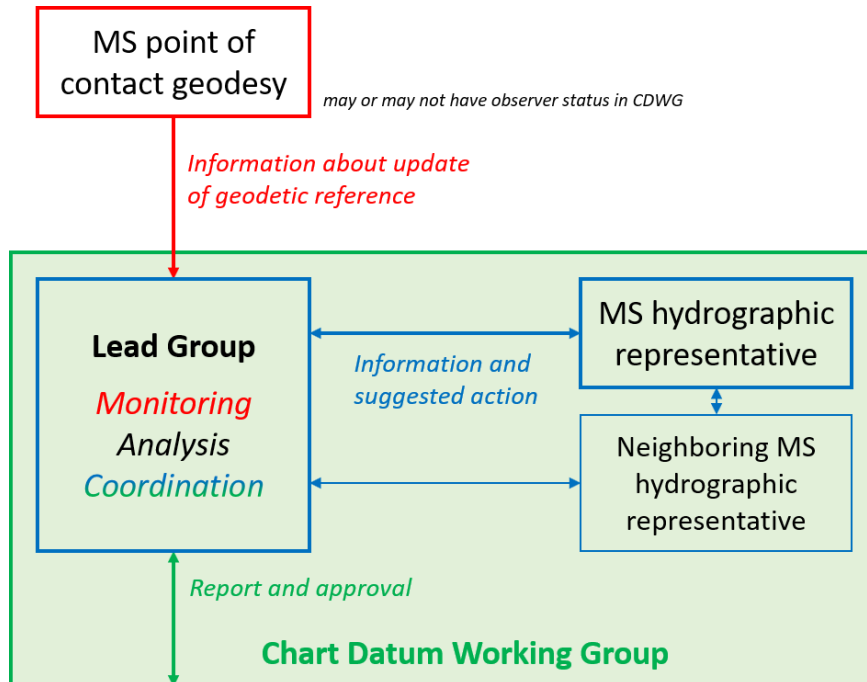 MS point of
contact geodesy
may or may not have observer status in CDWG
Information about update
of geodetic reference
Lead Group
Monitoring
Analysis
Coordination
Information and
suggested action
MS hydrographic
representative
Neighboring MS
hydrographic
representative
Report and approval
Chart Datum Working Group